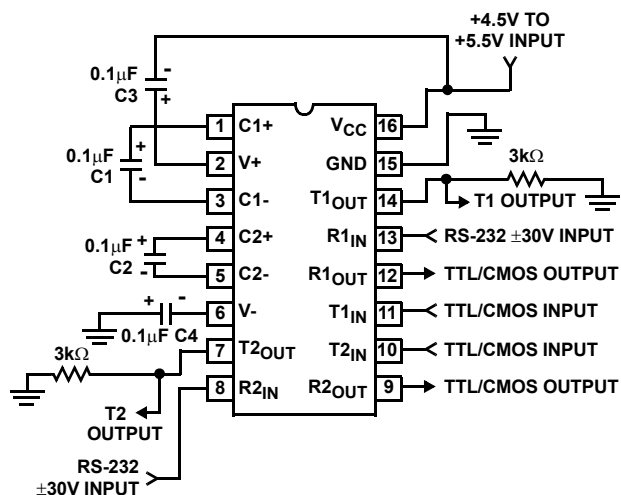 +4.5V TO
+5.5V INPUT
0.1µF
C3
-
+
1 C1+
VCC 16
0.1µF
C1
+
-
2 V+
GND 15
3kΩ
3 C1-
T1OUT 14
T1 OUTPUT
0.1µF
C2
+
-
4 C2+
R1IN 13
RS-232 ±30V INPUT
5 C2-
R1OUT 12
TTL/CMOS OUTPUT
+ -
0.1µF C4
6 V-
T1IN 11
TTL/CMOS INPUT
3kΩ
7 T2OUT
T2IN 10
TTL/CMOS INPUT
8 R2IN
R2OUT 9
TTL/CMOS OUTPUT
T2
OUTPUT
RS-232
±30V INPUT